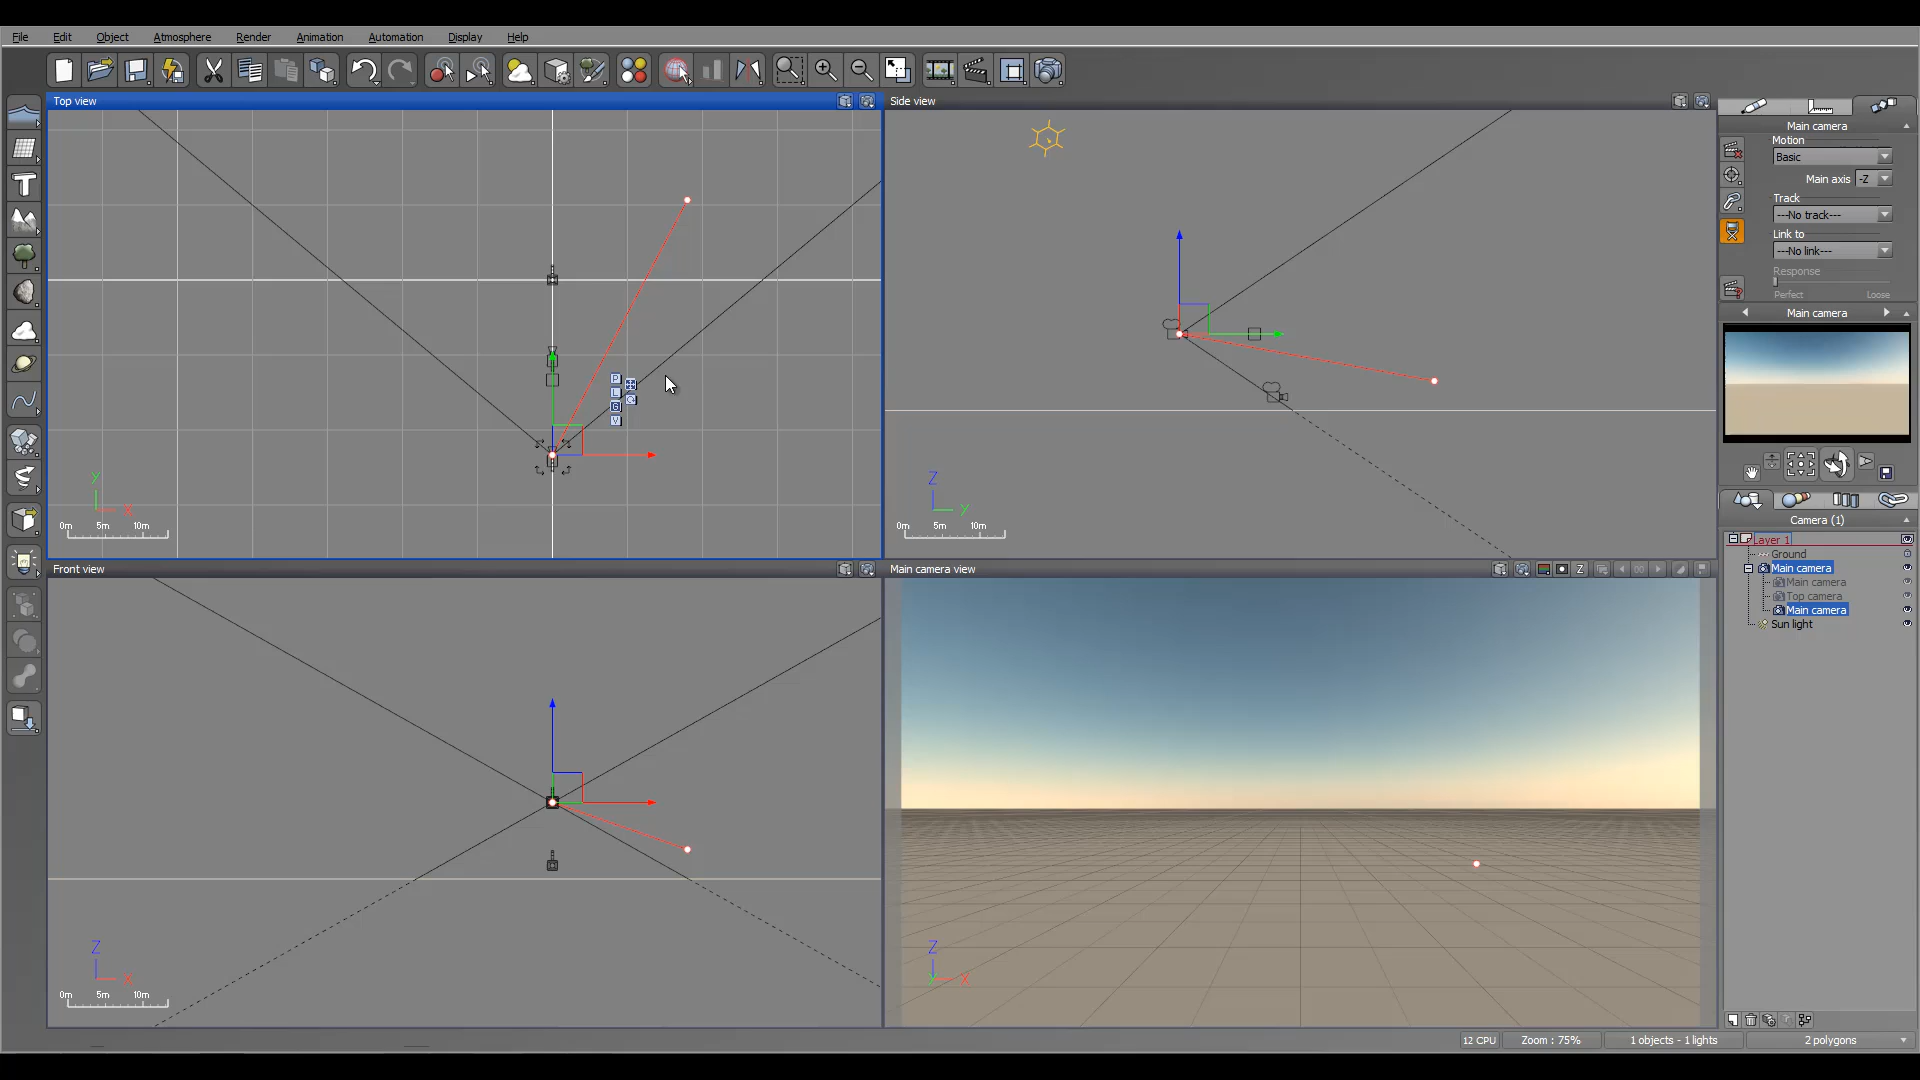 File Edit Object Atmosphere Render Animation Automation Display Help
Top view
Side view
Main camera
Motion
Basic
Main axis -Z
Track
---No track---
Link to
---No link---
Response
Perfect Loose
Main camera
P
L
G
V
Y
X
0m 5m 10m
Z
Y
0m 5m 10m
Camera (1)
Layer 1
Ground
Main camera
Main camera
Top camera
Main camera
Sun light
Front view
Main camera view
Z
Z
X
0m 5m 10m
Z
Y
X
12 CPU Zoom : 75% 1 objects - 1 lights 2 polygons